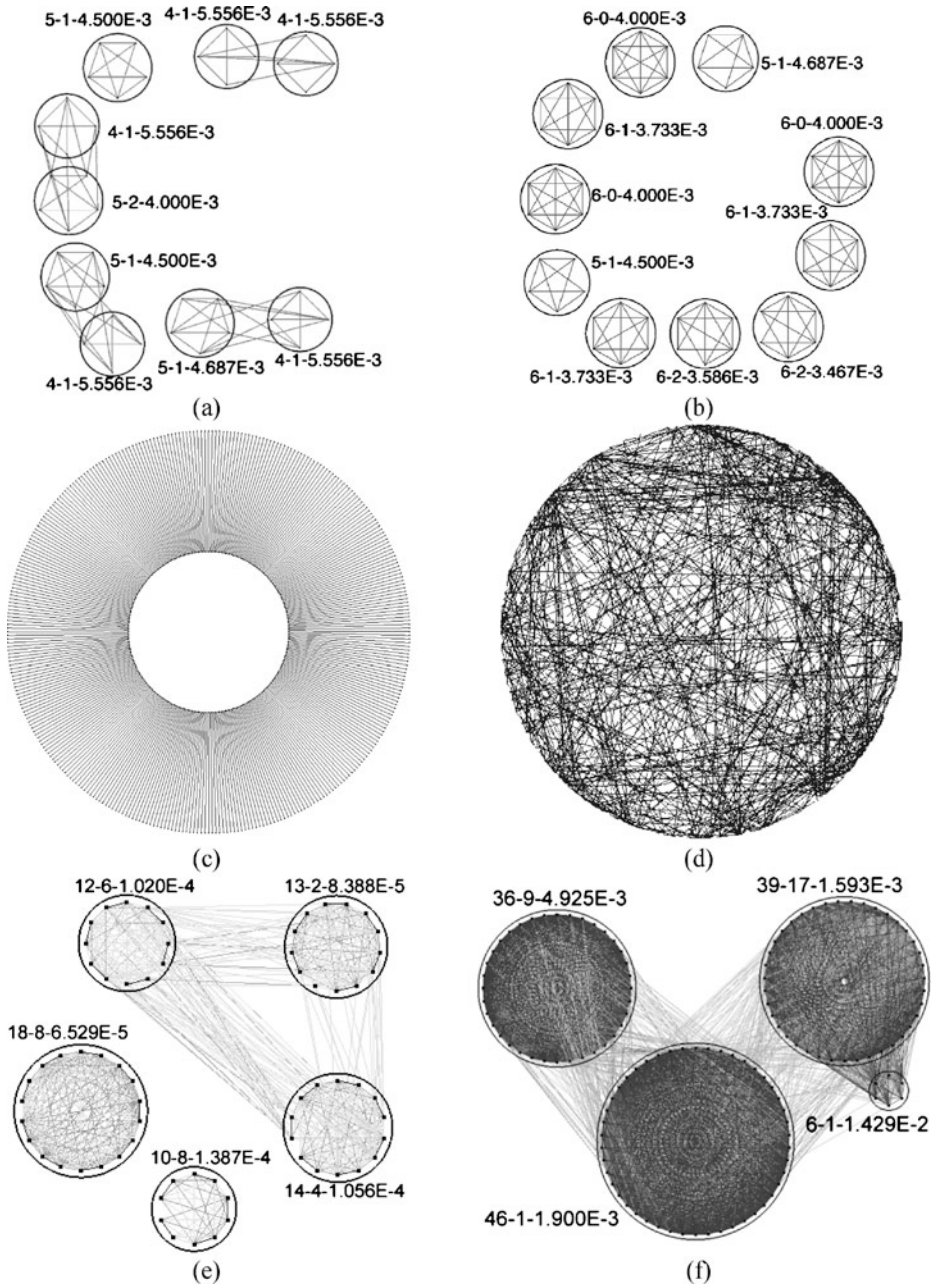 5-1-4.500E-3
4-1-5.556E-3
4-1-5.556E-3
4-1-5.556E-3
5-2-4.000E-3
5-1-4.500E-3
5-1-4.687E-3
4-1-5.556E-3
4-1-5.556E-3
(a)
6-0-4.000E-3
5-1-4.687E-3
6-1-3.733E-3
6-0-4.000E-3
6-0-4.000E-3
6-1-3.733E-3
5-1-4.500E-3
6-1-3.733E-3
6-2-3.586E-3
6-2-3.467E-3
(b)
(c)
(d)
12-6-1.020E-4
13-2-8.388E-5
18-8-6.529E-5
10-8-1.387E-4
14-4-1.056E-4
(e)
36-9-4.925E-3
39-17-1.593E-3
6-1-1.429E-2
46-1-1.900E-3
(f)